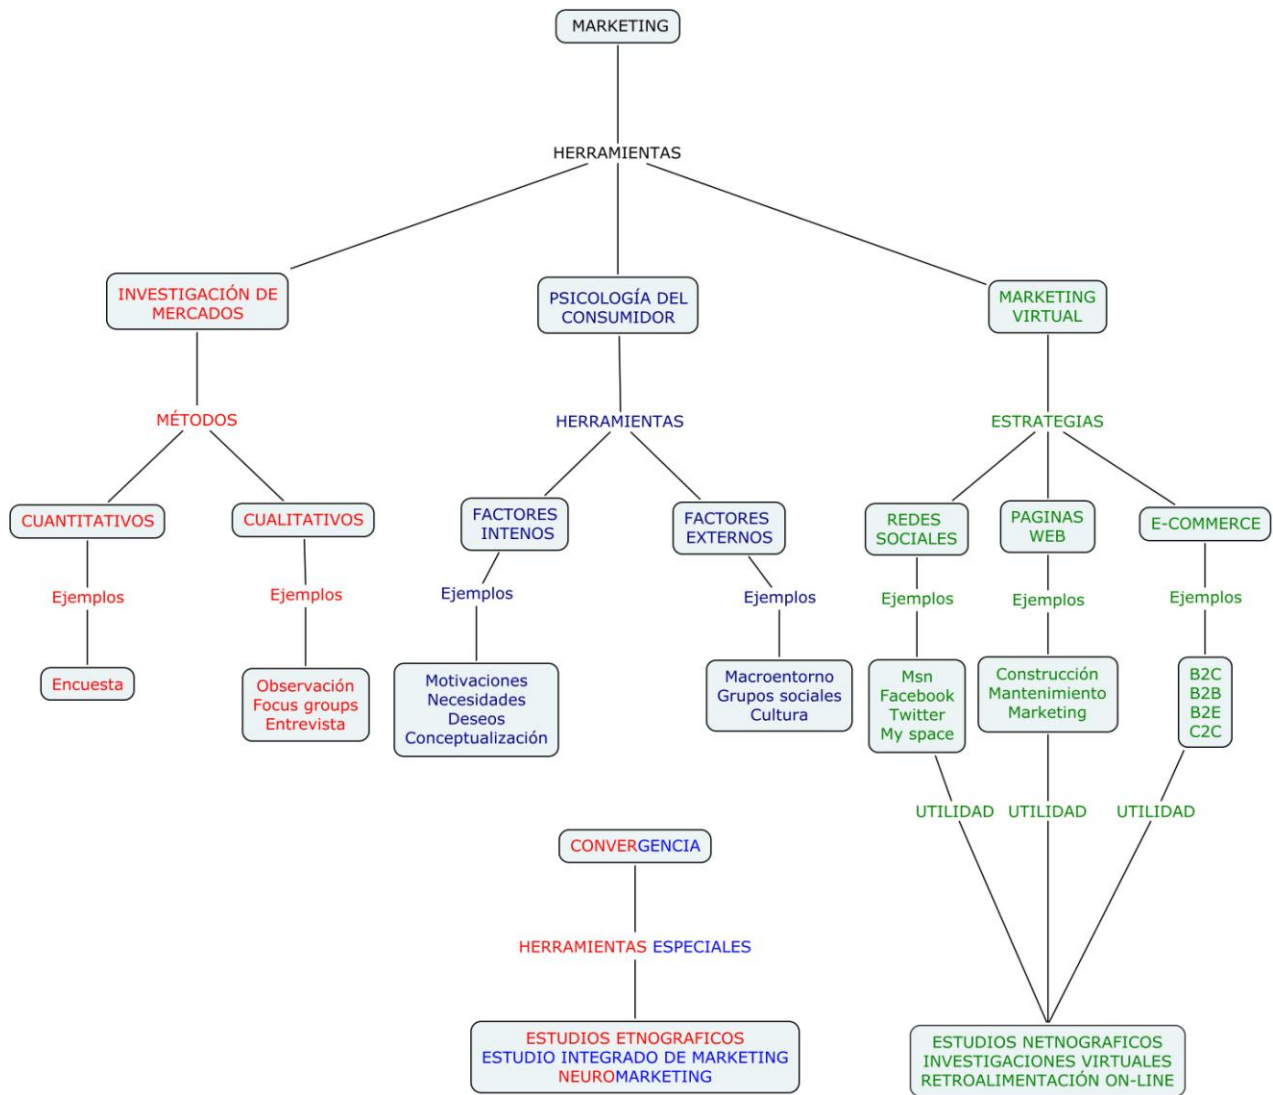 MARKETING
HERRAMIENTAS
INVESTIGACIÓN DE
MERCADOS
PSICOLOGÍA DEL
CONSUMIDOR
MARKETING
VIRTUAL
MÉTODOS
HERRAMIENTAS
ESTRATEGIAS
CUANTITATIVOS
CUALITATIVOS
FACTORES
INTENOS
FACTORES
EXTERNOS
REDES
SOCIALES
PAGINAS
WEB
E-COMMERCE
Ejemplos
Ejemplos
Ejemplos
Ejemplos
Ejemplos
Ejemplos
Ejemplos
Encuesta
Observación
Focus groups
Entrevista
Motivaciones
Necesidades
Deseos
Conceptualización
Macroentorno
Grupos sociales
Cultura
Msn
Facebook
Twitter
My space
Construcción
Mantenimiento
Marketing
B2C
B2B
B2E
C2C
UTILIDAD
UTILIDAD
UTILIDAD
CONVERGENCIA
HERRAMIENTAS ESPECIALES
ESTUDIOS ETNOGRAFICOS
ESTUDIO INTEGRADO DE MARKETING
NEUROMARKETING
ESTUDIOS NETNOGRAFICOS
INVESTIGACIONES VIRTUALES
RETROALIMENTACIÓN ON-LINE